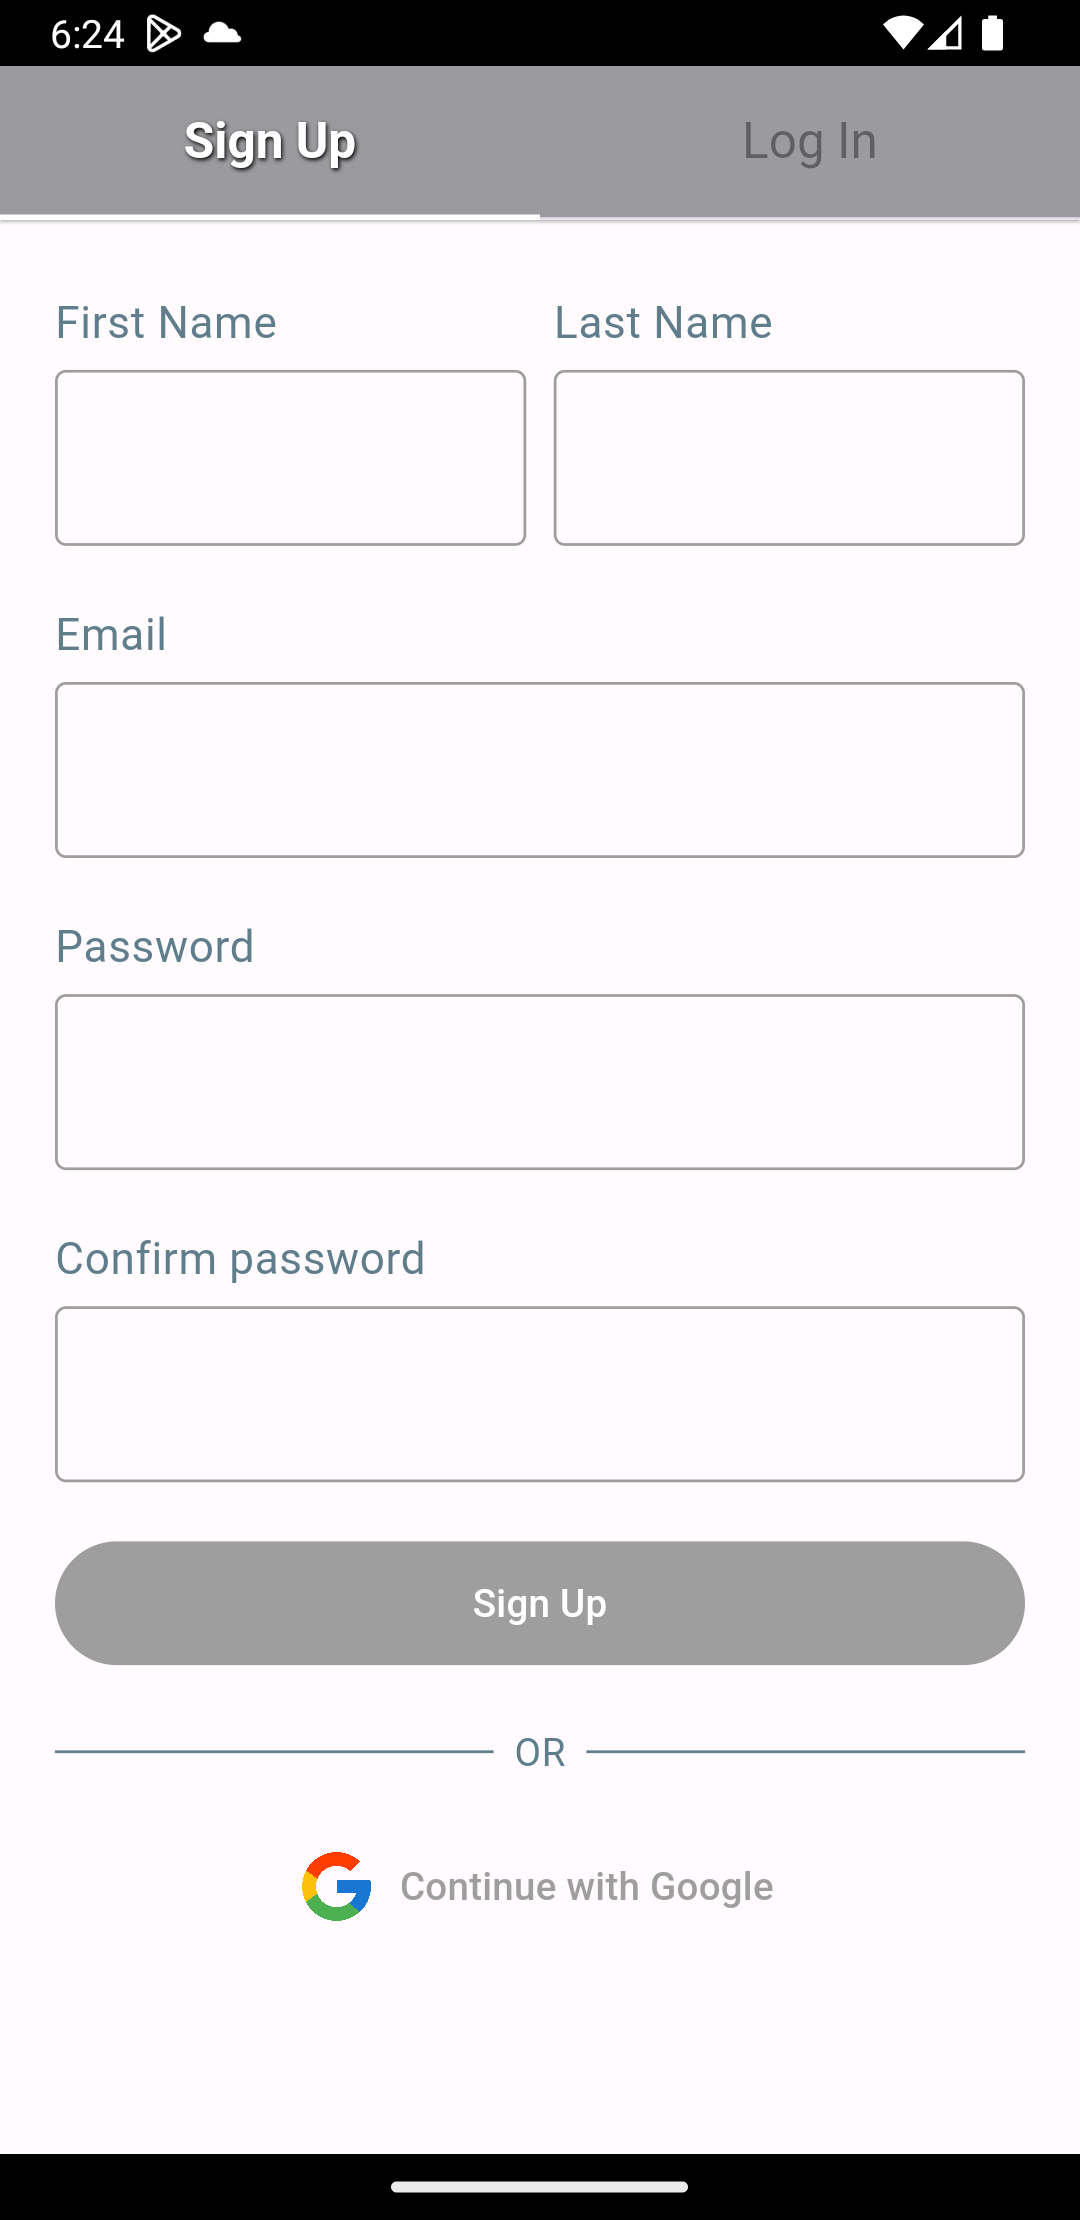 6:24
Sign Up Log In
First Name Last Name
Email
Password
Confirm password
Sign Up
OR
Continue with Google